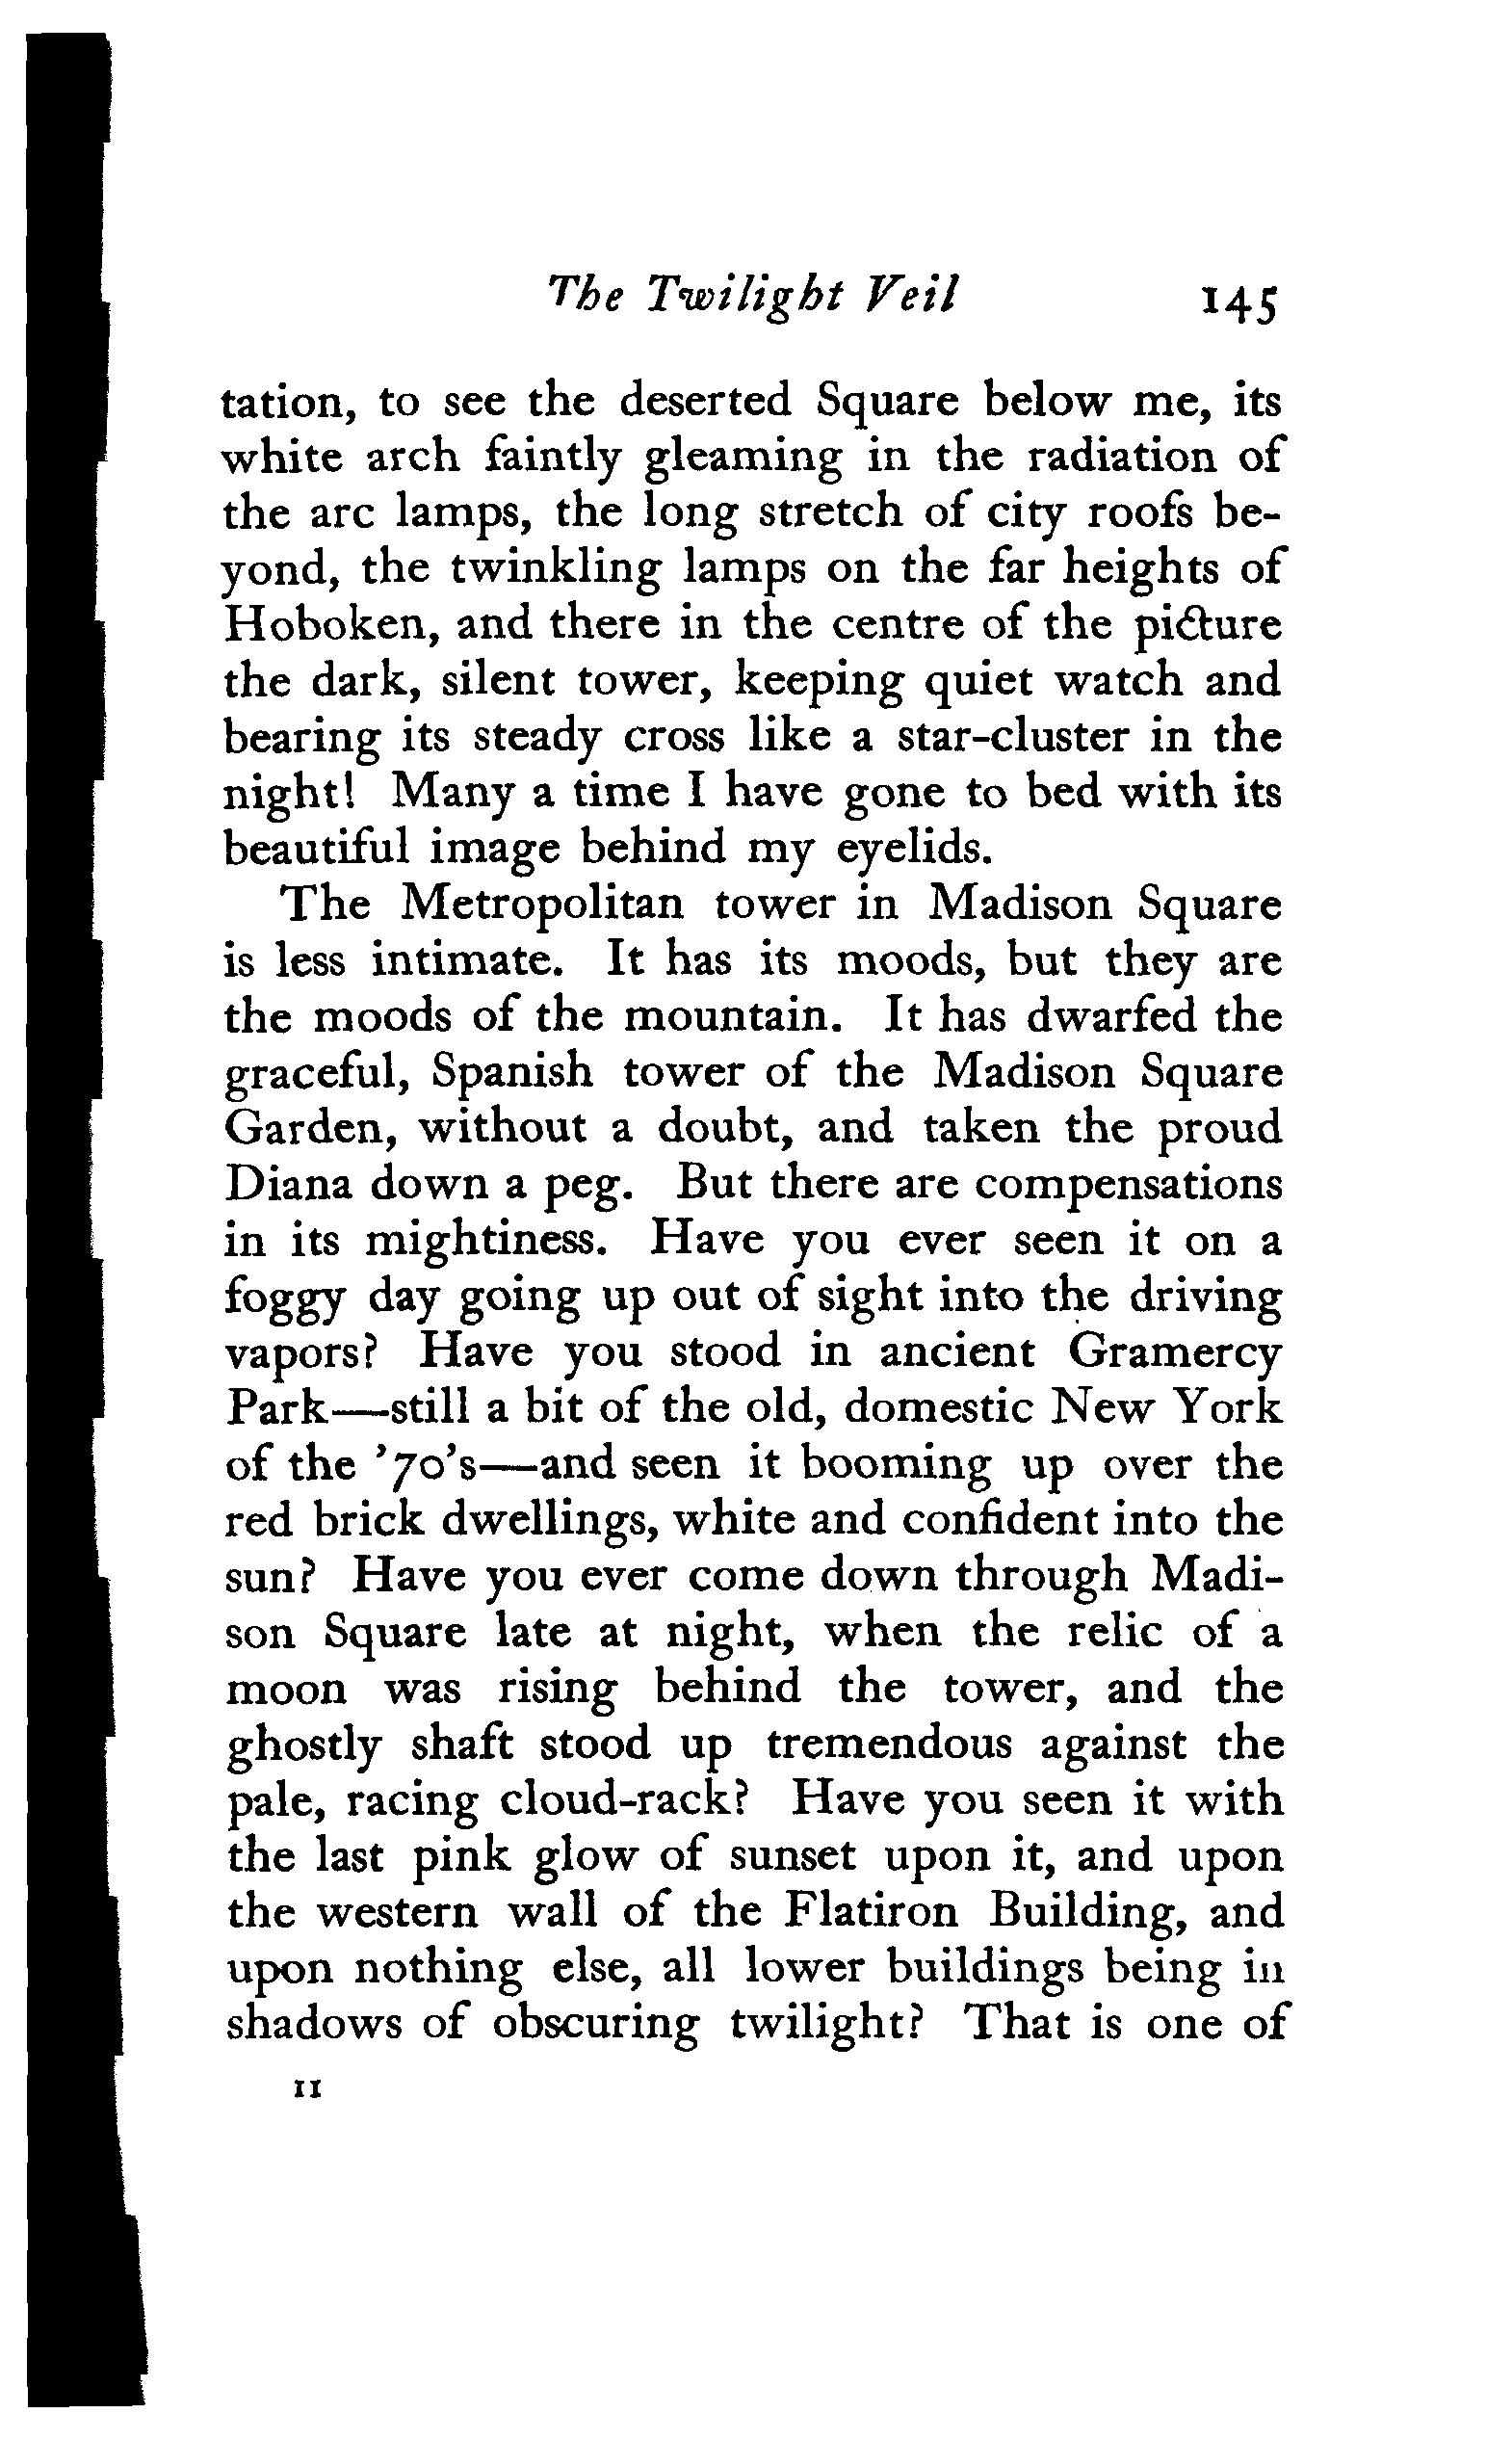 The Twilight Veil 145
tation, to see the deserted Square below me, its
white arch faintly gleaming in the radiation of
the arc lamps, the long stretch of city roofs be-
yond, the twinkling lamps on the far heights of
Hoboken, and there in the centre of the picture
the dark, silent tower, keeping quiet watch and
bearing its steady cross like a star-cluster in the
night! Many a time I have gone to bed with its
beautiful image behind my eyelids.
The Metropolitan tower in Madison Square
is less intimate. It has its moods, but they are
the moods of the mountain. It has dwarfed the
graceful, Spanish tower of the Madison Square
Garden, without a doubt, and taken the proud
Diana down a peg. But there are compensations
in its mightiness. Have you ever seen it on a
foggy day going up out of sight into the driving
vapors? Have you stood in ancient Gramercy
Park—still a bit of the old, domestic New York
of the '70's—and seen it booming up over the
red brick dwellings, white and confident into the
sun? Have you ever come down through Madi-
son Square late at night, when the relic of a
moon was rising behind the tower, and the
ghostly shaft stood up tremendous against the
pale, racing cloud-rack? Have you seen it with
the last pink glow of sunset upon it, and upon
the western wall of the Flatiron Building, and
upon nothing else, all lower buildings being in
shadows of obscuring twilight? That is one of
11